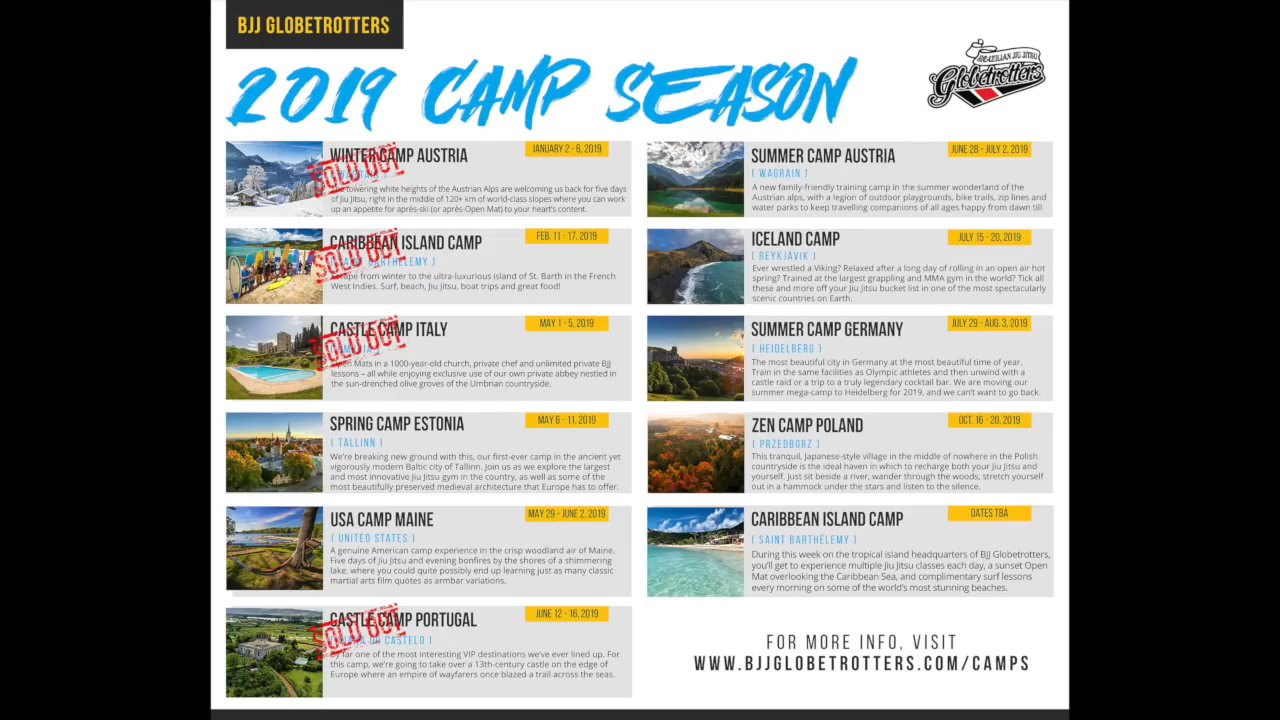 BJJ GLOBETROTTERS
2019 CAMP SEASON
BRAZILIAN JIU JITSU
Globetrotters
WINTER CAMP AUSTRIA
JANUARY 2 - 6, 2019
SOLD OUT
towering white heights of the Austrian Alps are welcoming us back for five days
of Jiu Jitsu, right in the middle of 120+ km of world-class slopes where you can work
up an appetite for après-ski (or après-Open Mat) to your heart's content.
CARIBBEAN ISLAND CAMP
FEB. 11 - 17, 2019
SOLD OUT
BARTHELEMY )
from winter to the ultra-luxurious island of St. Barth in the French
West Indies. Surf, beach, Jiu Jitsu, boat trips and great food!
CASTLE CAMP ITALY
MAY. 1 - 5, 2019
SOLD OUT
Mats in a 1000-year-old church, private chef and unlimited private BJJ
lessons – all while enjoying exclusive use of our own private abbey nestled in
the sun-drenched olive groves of the Umbrian countryside.
SPRING CAMP ESTONIA
MAY 6 - 11, 2019
( TALLINN )
We're breaking new ground with this, our first-ever camp in the ancient yet
vigorously modern Baltic city of Tallinn. Join us as we explore the largest
and most innovative Jiu Jitsu gym in the country, as well as some of the
most beautifully preserved medieval architecture that Europe has to offer.
USA CAMP MAINE
MAY 29 - JUNE 2, 2019
( UNITED STATES )
A genuine American camp experience in the crisp woodland air of Maine.
Five days of Jiu Jitsu and evening bonfires by the shores of a shimmering
lake, where you could quite possibly end up learning just as many classic
martial arts film quotes as armbar variations.
CASTLE CAMP PORTUGAL
JUNE 12 - 16, 2019
SOLD OUT
DO CASTELO )
far one of the most interesting VIP destinations we've ever lined up. For
this camp, we're going to take over a 13th-century castle on the edge of
Europe where an empire of wayfarers once blazed a trail across the seas.
SUMMER CAMP AUSTRIA
JUNE 28 - JULY 2, 2019
( WAGRAIN )
A new family-friendly training camp in the summer wonderland of the
Austrian alps, with a legion of outdoor playgrounds, bike trails, zip lines and
water parks to keep travelling companions of all ages happy from dawn till
ICELAND CAMP
JULY 15 - 20, 2019
( REYKJAVIK )
Ever wrestled a Viking? Relaxed after a long day of rolling in an open air hot
spring? Trained at the largest grappling and MMA gym in the world? Tick all
these and more off your Jiu Jitsu bucket list in one of the most spectacularly
scenic countries on Earth.
SUMMER CAMP GERMANY
JULY 29 - AUG. 3, 2019
( HEIDELBERG )
The most beautiful city in Germany at the most beautiful time of year.
Train in the same facilities as Olympic athletes and then unwind with a
castle raid or a trip to a truly legendary cocktail bar. We are moving our
summer mega-camp to Heidelberg for 2019, and we can't want to go back.
ZEN CAMP POLAND
OCT. 16 - 20, 2019
( PRZEDBORZ )
This tranquil, Japanese-style village in the middle of nowhere in the Polish
countryside is the ideal haven in which to recharge both your Jiu Jitsu and
yourself. Just sit beside a river, wander through the woods, stretch yourself
out in a hammock under the stars and listen to the silence.
CARIBBEAN ISLAND CAMP
DATES TBA
( SAINT BARTHÉLEMY )
During this week on the tropical island headquarters of BJJ Globetrotters,
you'll get to experience multiple Jiu Jitsu classes each day, a sunset Open
Mat overlooking the Caribbean Sea, and complimentary surf lessons
every morning on some of the world's most stunning beaches.
FOR MORE INFO, VISIT
WWW.BJJGLOBETROTTERS.COM/CAMPS